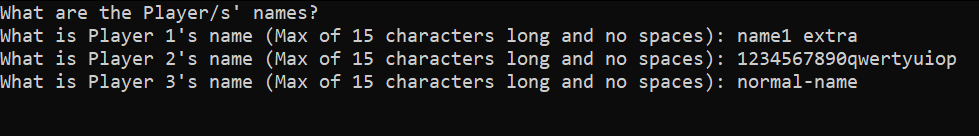 What are the Player/s' names?
What is Player 1's name (Max of 15 characters long and no spaces): name1 extra
What is Player 2's name (Max of 15 characters long and no spaces): 1234567890qwertyuiop
What is Player 3's name (Max of 15 characters long and no spaces): normal-name